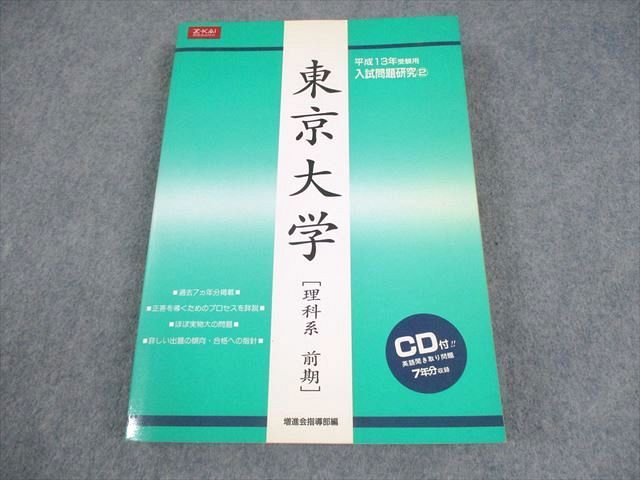 Z-KAI
平成13年受験用
入試問題研究②
東京大学
［理科系 前期］
■過去7カ年分掲載■
■正答を導くためのプロセスを詳説■
■ほぼ実物大の問題■
■詳しい出題の傾向・合格への指針■
CD付!!
英語聞き取り問題
7年分収録
増進会指導部編